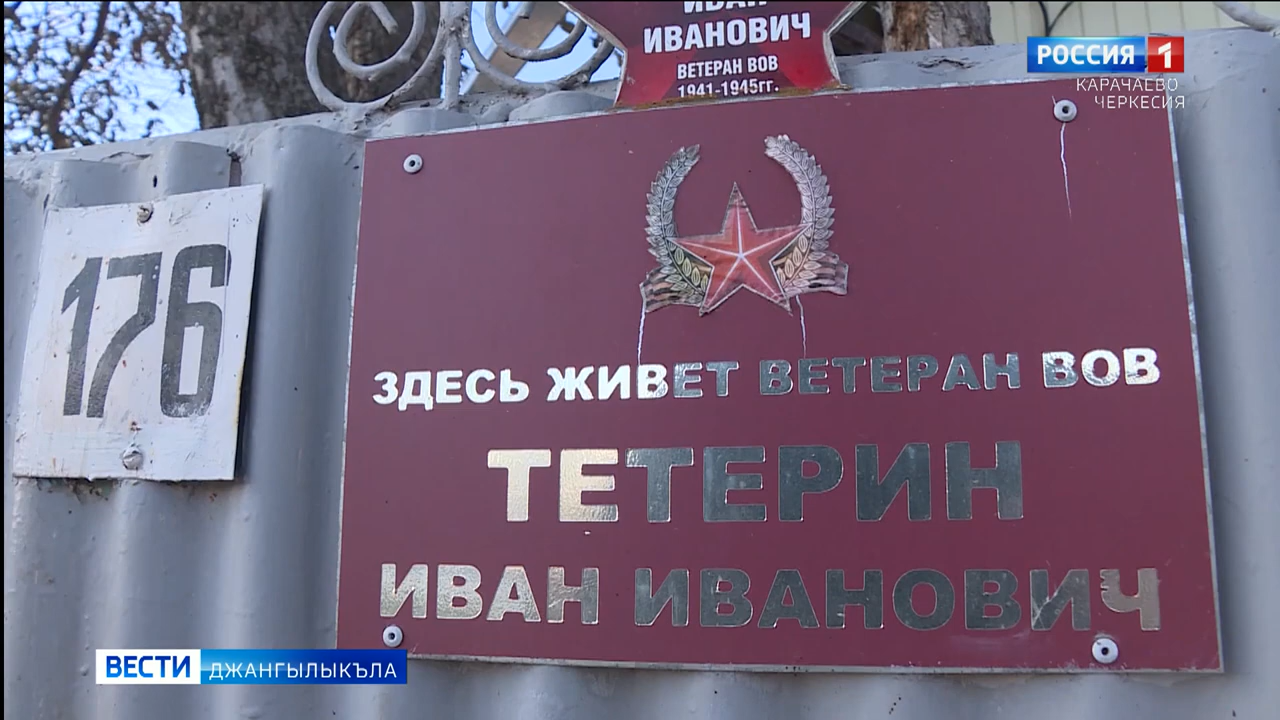 ИВАН
ИВАНОВИЧ
ВЕТЕРАН ВОВ
1941-1945гг.
РОССИЯ 1
КАРАЧАЕВО
ЧЕРКЕСИЯ
176
ЗДЕСЬ ЖИВЕТ ВЕТЕРАН ВОВ
ТЕТЕРИН
ИВАН ИВАНОВИЧ
ВЕСТИ ДЖАНГЫЛЫКЪЛА